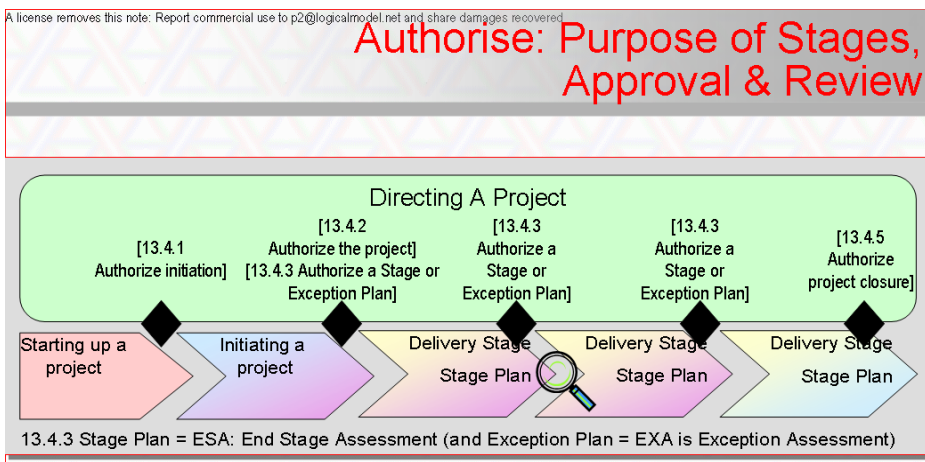 A license removes this note: Report commercial use to p2@logicalmodel.net and share damages recovered
Authorise: Purpose of Stages,
Approval & Review
Directing A Project
[13.4.1
Authorize initiation]
[13.4.2
Authorize the project]
[13.4.3 Authorize a Stage or
Exception Plan]
[13.4.3
Authorize a
Stage or
Exception Plan]
[13.4.3
Authorize a
Stage or
Exception Plan]
[13.4.5
Authorize
project closure]
Starting up a
project
Initiating a
project
Delivery Stage
Stage Plan
Delivery Stage
Stage Plan
Delivery Stage
Stage Plan
13.4.3 Stage Plan = ESA: End Stage Assessment (and Exception Plan = EXA is Exception Assessment)